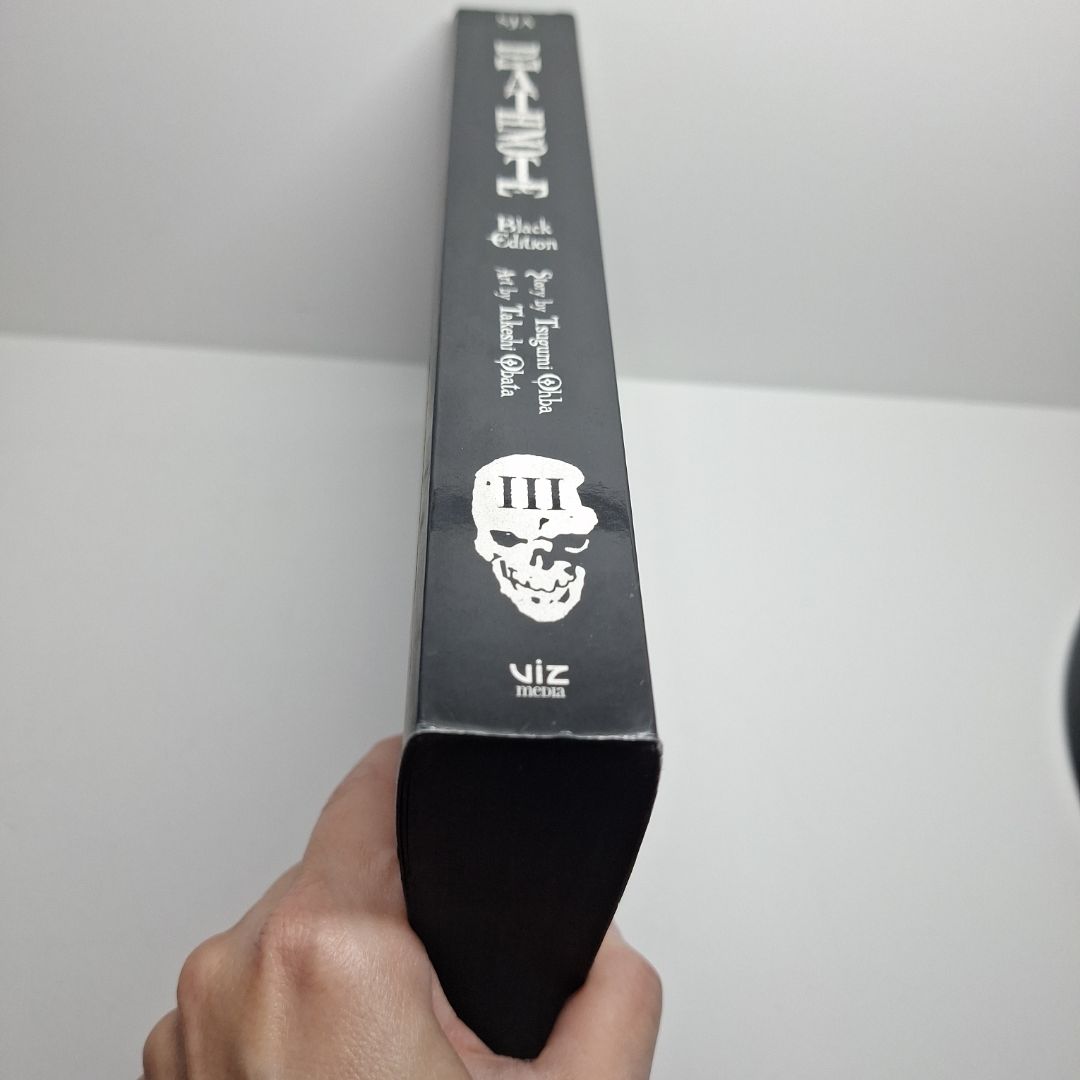 DEATH NOTE
Black
Edition
Story by Tsugumi Ohba
Art by Takeshi Obata
III
viz
media